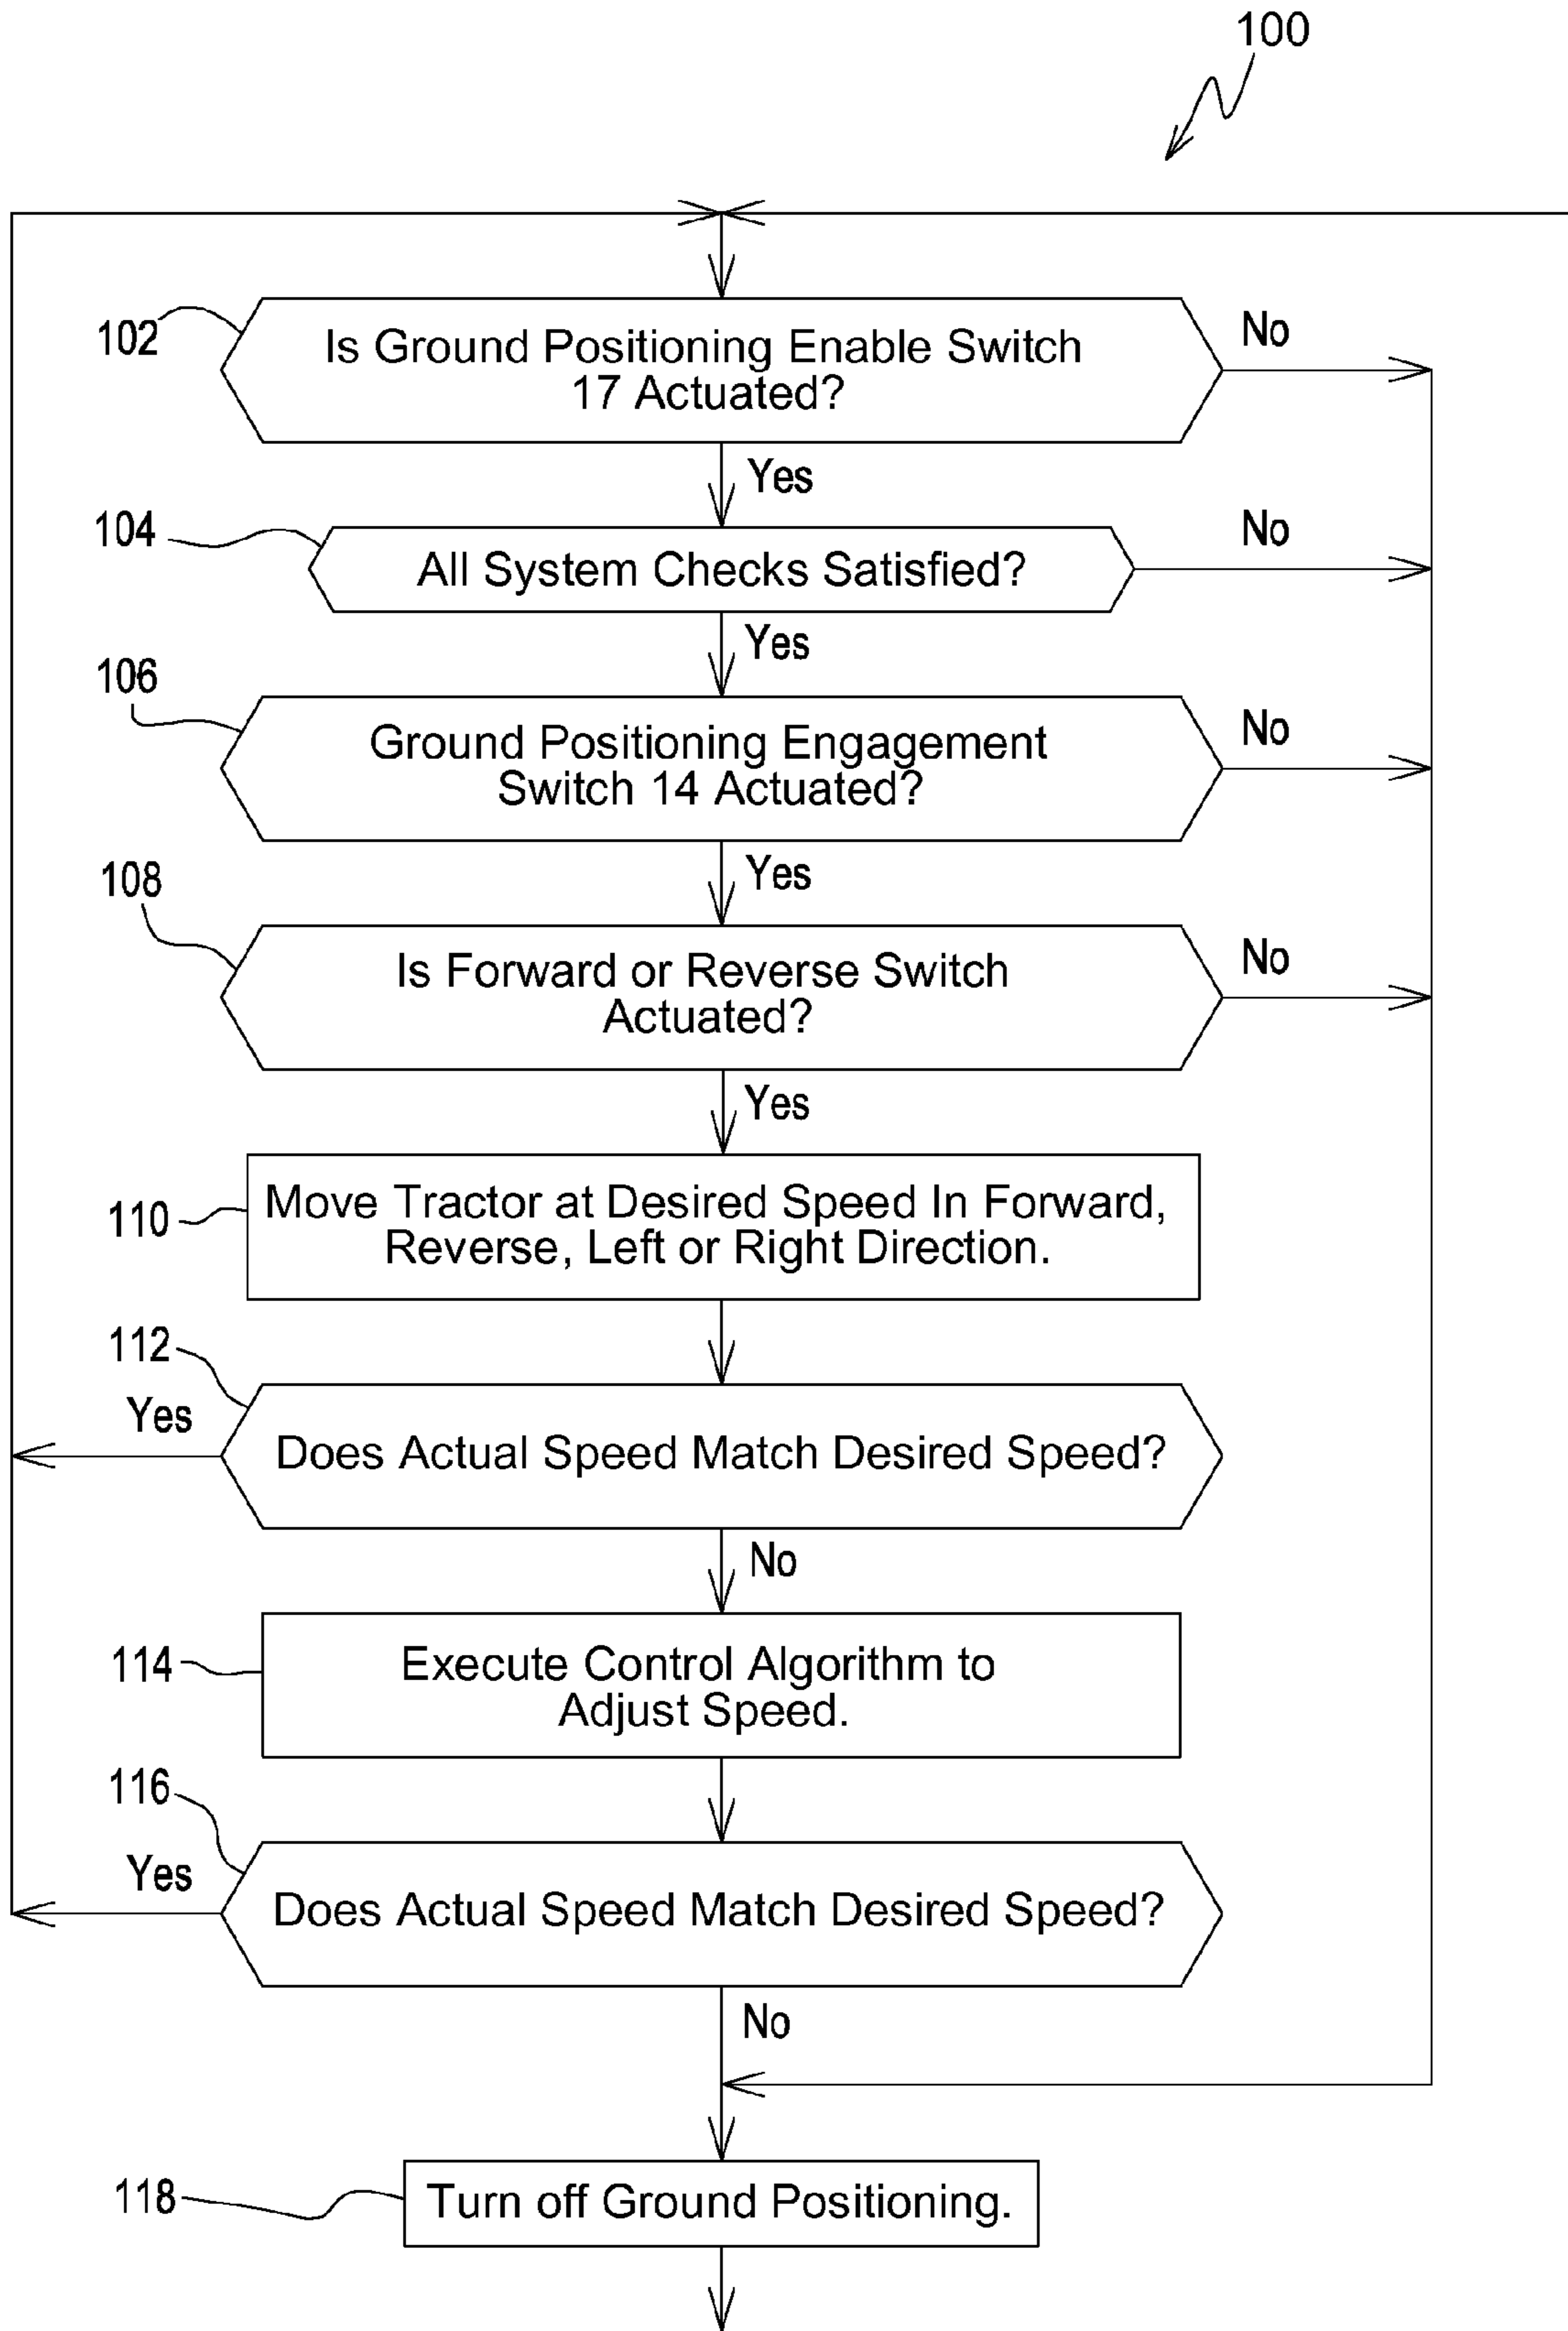 100
102
Is Ground Positioning Enable Switch
17 Actuated?
No
Yes
104
All System Checks Satisfied?
No
Yes
106
Ground Positioning Engagement
Switch 14 Actuated?
No
Yes
108
Is Forward or Reverse Switch
Actuated?
No
Yes
110
Move Tractor at Desired Speed In Forward,
Reverse, Left or Right Direction.
112
Yes
Does Actual Speed Match Desired Speed?
No
114
Execute Control Algorithm to
Adjust Speed.
116
Yes
Does Actual Speed Match Desired Speed?
No
118
Turn off Ground Positioning.